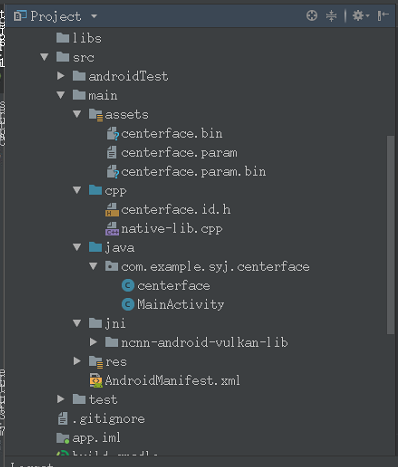 Project
libs
src
androidTest
main
assets
centerface.bin
centerface.param
centerface.param.bin
cpp
centerface.id.h
native-lib.cpp
java
com.example.syj.centerface
centerface
MainActivity
jni
ncnn-android-vulkan-lib
res
AndroidManifest.xml
test
.gitignore
app.iml